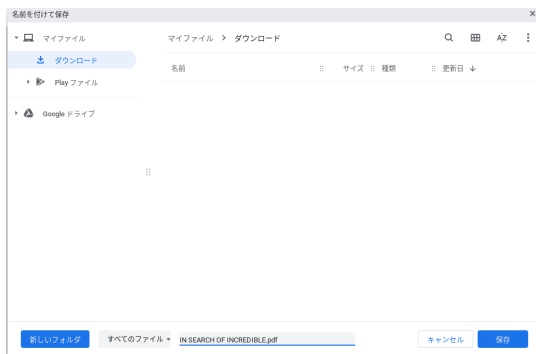 名前を付けて保存
マイファイル
ダウンロード
Play ファイル
Google ドライブ
マイファイル > ダウンロード
AZ
名前 サイズ 種類 更新日
新しいフォルダ すべてのファイル IN SEARCH OF INCREDIBLE.pdf キャンセル 保存